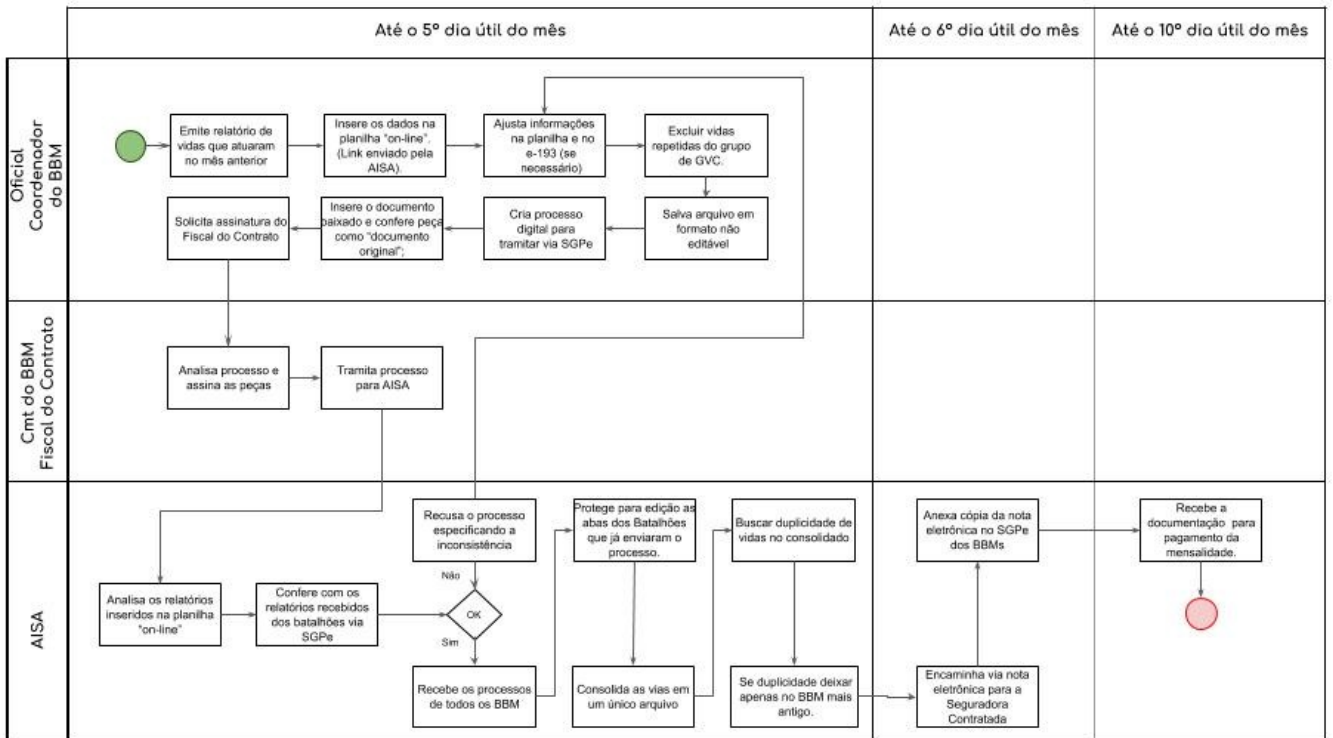 Até o 5º dia útil do mês
Até o 6º dia útil do mês
Até o 10º dia útil do mês
Oficial
Coordenador
do BBM
Emite relatório de
vidas que atuaram
no mês anterior
Insere os dados na
planilha "on-line".
(Link enviado pela
AISA).
Ajusta informações
na planilha e no
e-193 (se
necessário)
Excluir vidas
repetidas do grupo
de GVC.
Solicita assinatura do
Fiscal do Contrato
Insere o documento
baixado e confere peça
como "documento
original";
Cria processo
digital para
tramitar via SGPe
Salva arquivo em
formato não
editável
Cmt do BBM
Fiscal do Contrato
Analisa processo e
assina as peças
Tramita processo
para AISA
AISA
Recusa o processo
especificando a
inconsistência
Protege para edição as
abas dos Batalhões
que já enviaram o
processo.
Buscar duplicidade de
vidas no consolidado
Anexa cópia da nota
eletrônica no SGPe
dos BBMs
Recebe a
documentação para
pagamento da
mensalidade.
Não
Analisa os relatórios
inseridos na planilha
"on-line"
Confere com os
relatórios recebidos
dos batalhões via
SGPe
OK
Sim
Recebe os processos
de todos os BBM
Consolida as vias em
um único arquivo
Se duplicidade deixar
apenas no BBM mais
antigo.
Encaminha via nota
eletrônica para a
Seguradora
Contratada